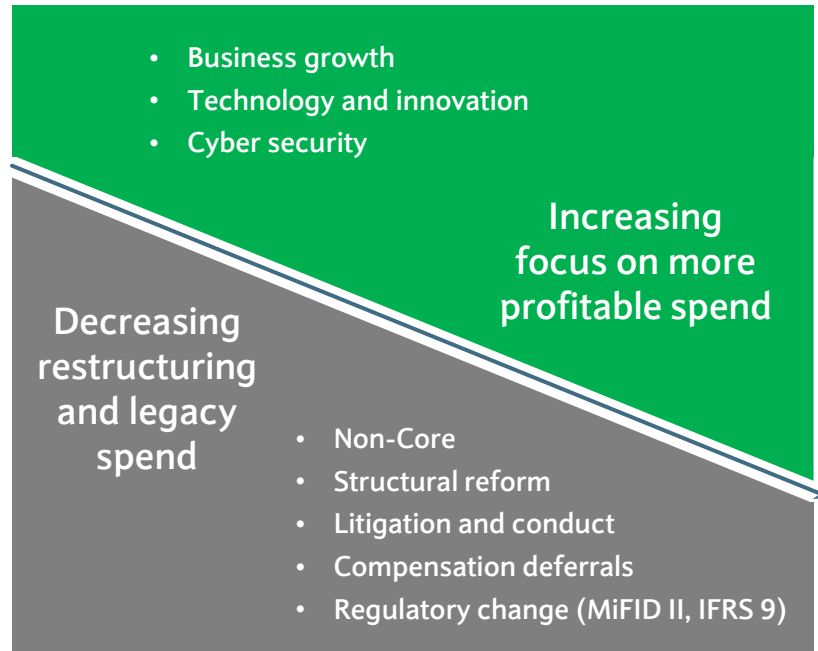 • Business growth
• Technology and innovation
• Cyber security
Increasing
focus on more
profitable spend
Decreasing
restructuring
and legacy
spend
• Non-Core
• Structural reform
• Litigation and conduct
• Compensation deferrals
• Regulatory change (MiFID II, IFRS 9)